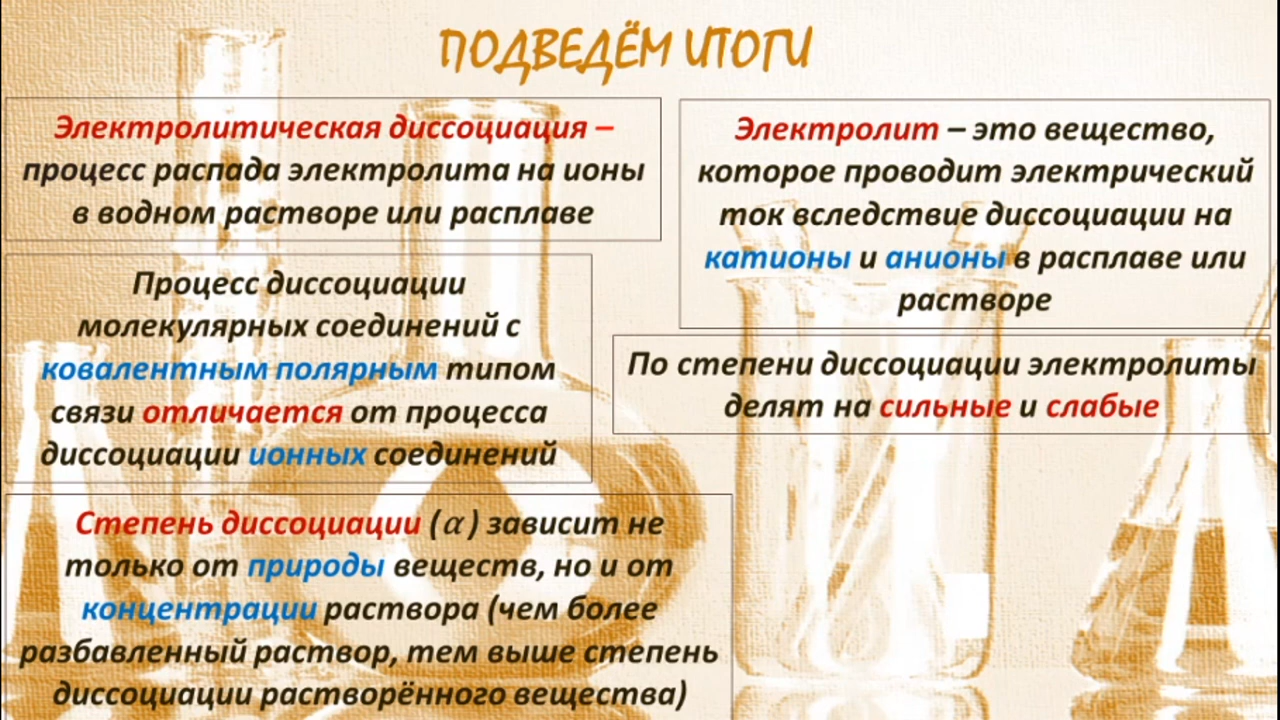 ПОДВЕДЁМ ИТОГИ
Электролитическая диссоциация –
процесс распада электролита на ионы
в водном растворе или расплаве
Электролит – это вещество,
которое проводит электрический
ток вследствие диссоциации на
катионы и анионы в расплаве или
растворе
Процесс диссоциации
молекулярных соединений с
ковалентным полярным типом
связи отличается от процесса
диссоциации ионных соединений
По степени диссоциации электролиты
делят на сильные и слабые
Степень диссоциации (α) зависит не
только от природы веществ, но и от
концентрации раствора (чем более
разбавленный раствор, тем выше степень
диссоциации растворённого вещества)